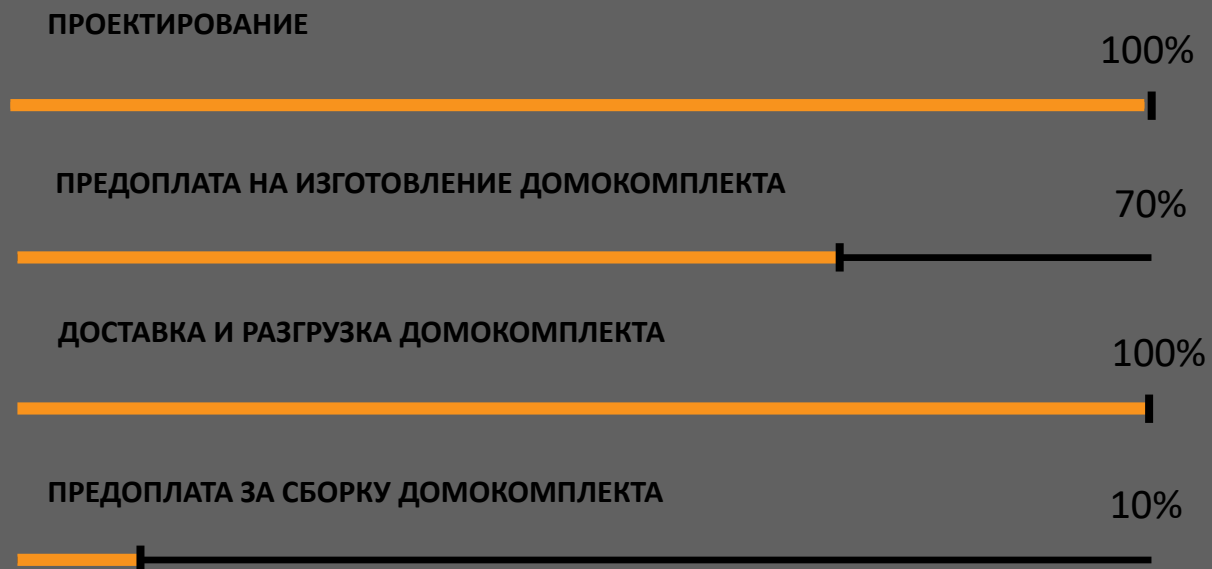 ПРОЕКТИРОВАНИЕ
100%
ПРЕДОПЛАТА НА ИЗГОТОВЛЕНИЕ ДОМОКОМПЛЕКТА
70%
ДОСТАВКА И РАЗГРУЗКА ДОМОКОМПЛЕКТА
100%
ПРЕДОПЛАТА ЗА СБОРКУ ДОМОКОМПЛЕКТА
10%